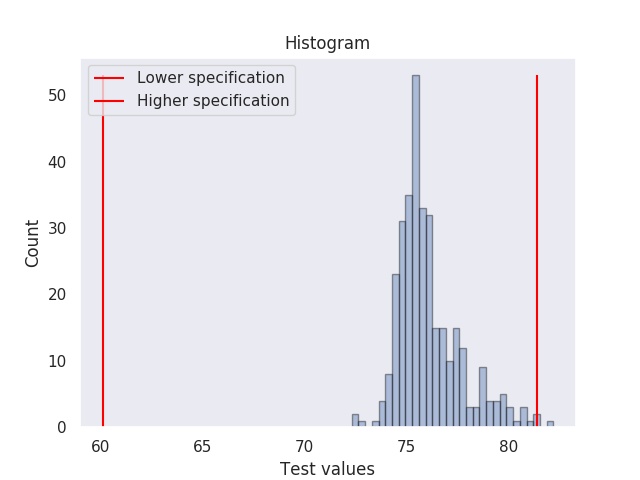 Histogram
Lower specification
Higher specification
50
40
30
20
10
0
Count
60 65 70 75 80
Test values